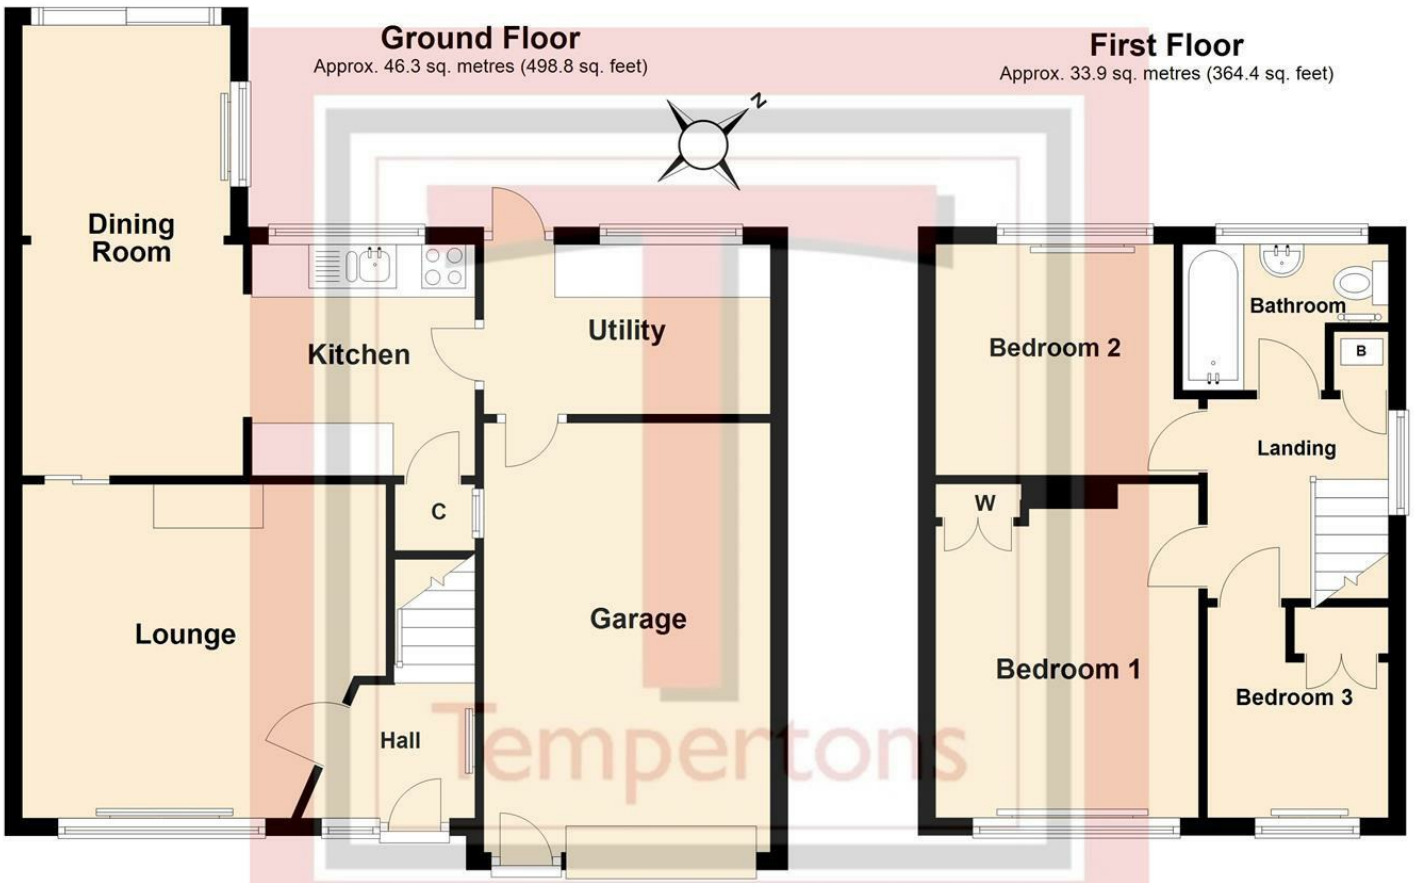 Ground Floor
Approx. 46.3 sq. metres (498.8 sq. feet)
First Floor
Approx. 33.9 sq. metres (364.4 sq. feet)
N
Dining
Room
Kitchen
Utility
C
Lounge
Garage
Hall
Bedroom 2
Bathroom
B
Landing
W
Bedroom 1
Bedroom 3
Tempertons